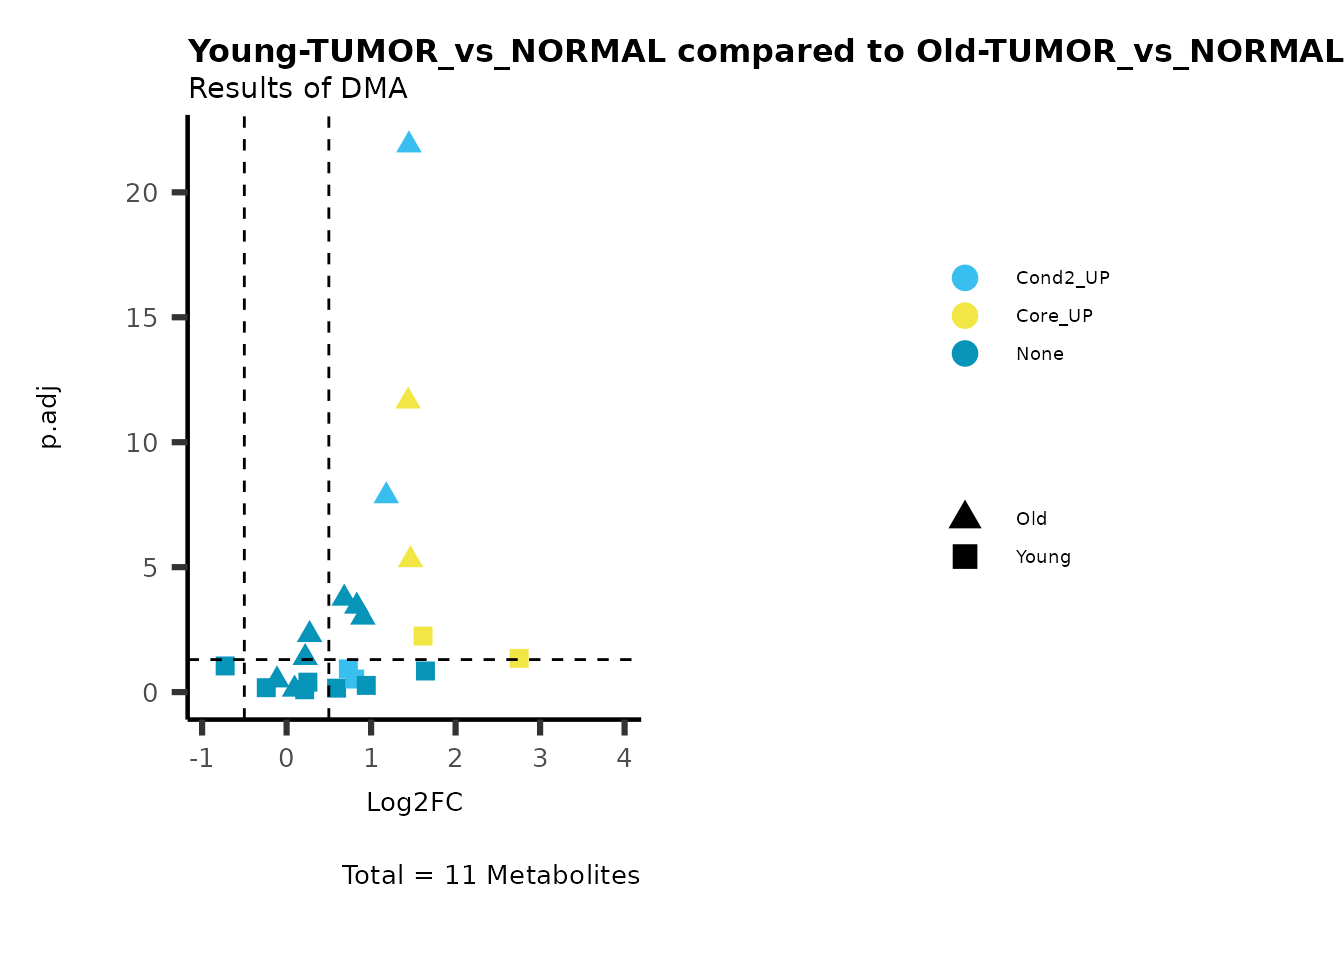 Young-TUMOR_vs_NORMAL compared to Old-TUMOR_vs_NORMAL
Results of DMA
p.adj
20
15
10
5
0
-1 0 1 2 3 4
Log2FC
Total = 11 Metabolites
Cond2_UP
Core_UP
None
Old
Young